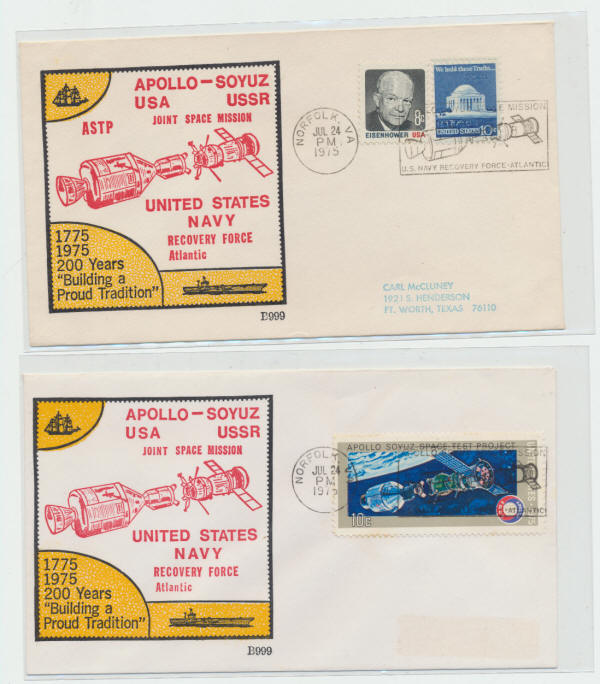 APOLLO-SOYUZ
USA USSR
ASTP JOINT SPACE MISSION
UNITED STATES
NAVY
RECOVERY FORCE
Atlantic
1775
1975
200 Years
"Building a
Proud Tradition"
B999
NORFOLK, VA
JUL 24
PM
1975
8c
EISENHOWER USA
We hold these Truths...
UNITED STATES 10c
MISSION
U.S. NAVY RECOVERY FORCE-ATLANTIC
CARL McCLUNEY
1921 S. HENDERSON
FT. WORTH, TEXAS 76110
APOLLO-SOYUZ
USA USSR
JOINT SPACE MISSION
UNITED STATES
NAVY
RECOVERY FORCE
Atlantic
1775
1975
200 Years
"Building a
Proud Tradition"
B999
NORFOLK
JUL 24
PM
1975
APOLLO SOYUZ SPACE TEST PROJECT
10c
MISSION
-ATLANTIC